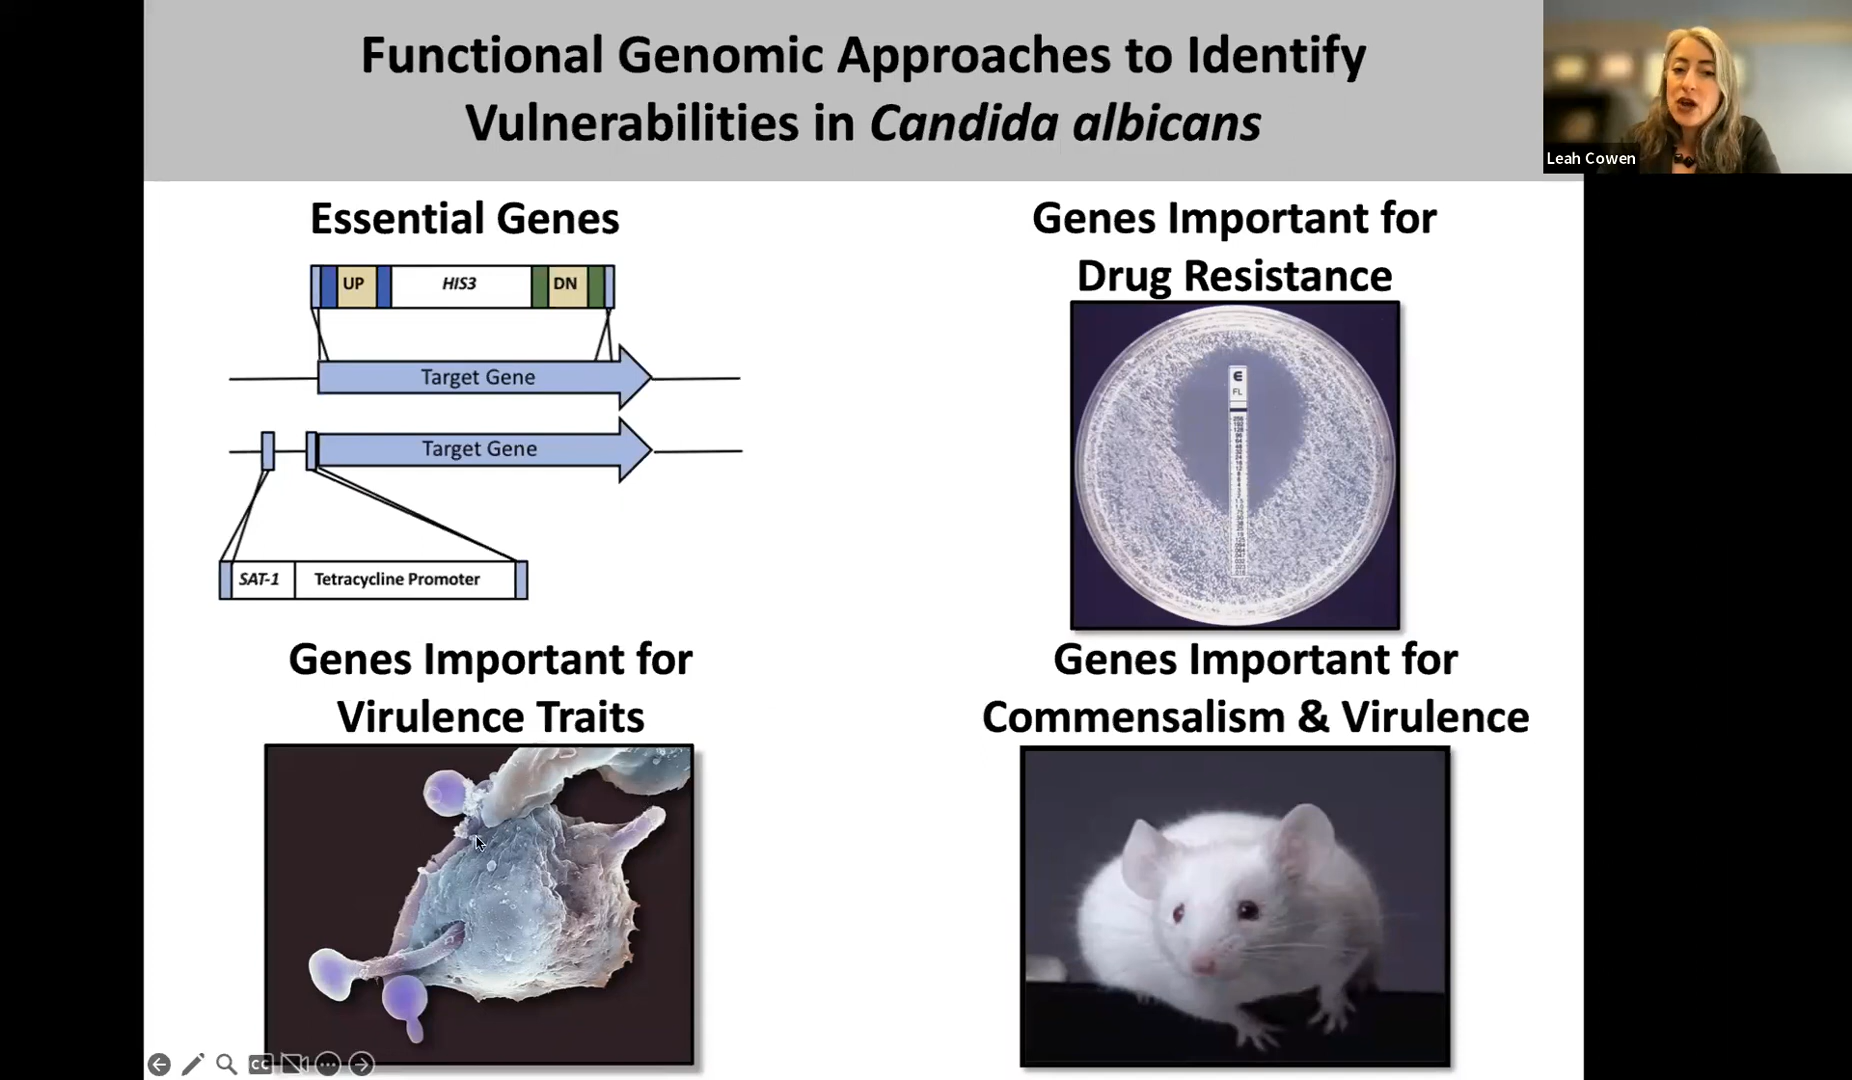 Functional Genomic Approaches to Identify
Vulnerabilities in Candida albicans
Leah Cowen
Essential Genes
UP HIS3 DN
Target Gene
Target Gene
SAT-1 Tetracycline Promoter
Genes Important for
Drug Resistance
E
FL
Genes Important for
Virulence Traits
Genes Important for
Commensalism & Virulence
CC